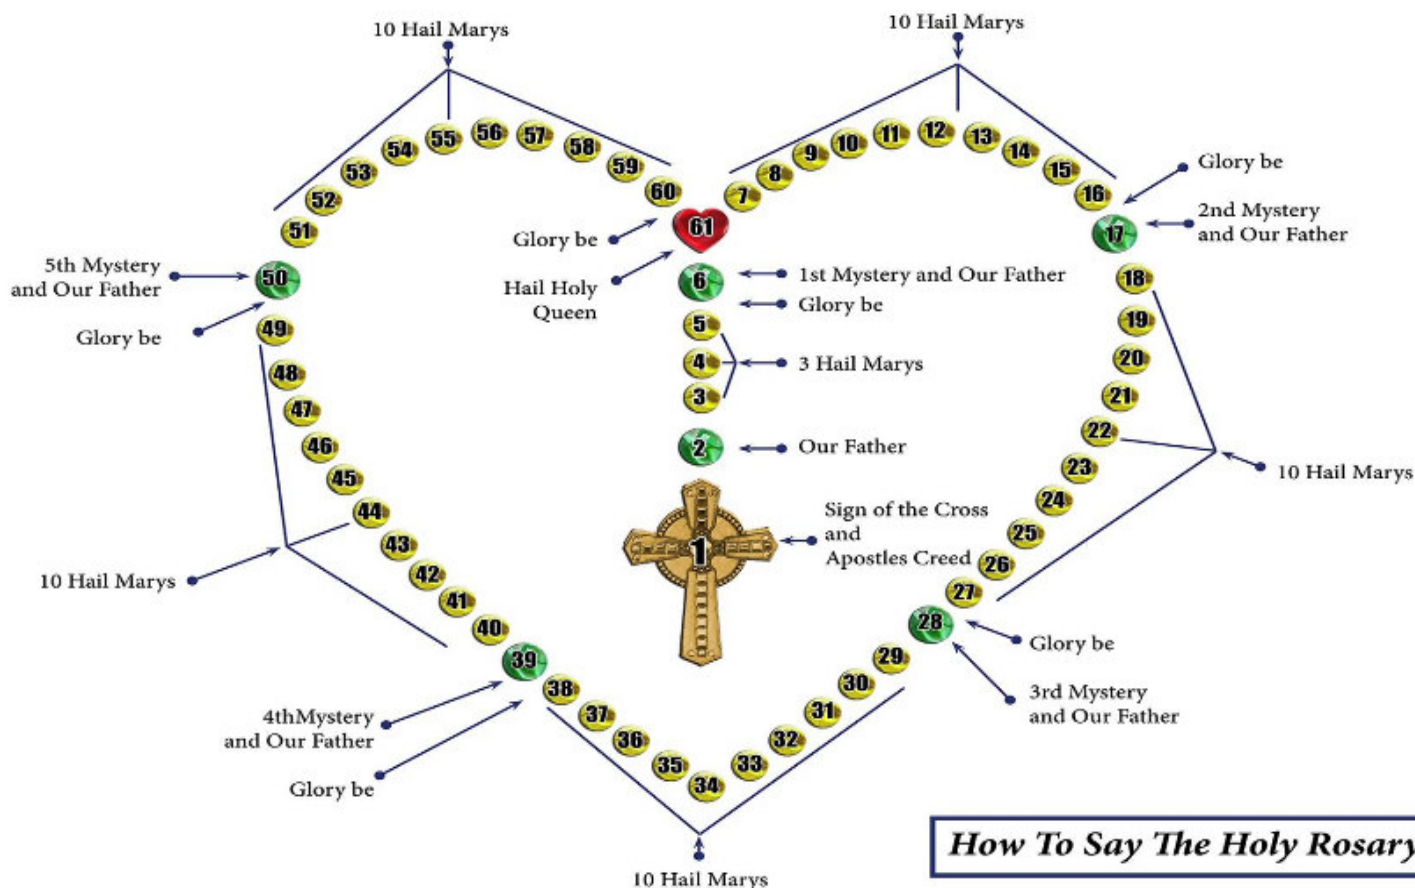 10 Hail Marys
10 Hail Marys
55
56
57
54
58
53
59
52
60
51
61
7
8
9
10
11
12
13
14
15
16
17
Glory be
2nd Mystery
and Our Father
Glory be
Hail Holy
Queen
6
1st Mystery and Our Father
Glory be
5
4
3
3 Hail Marys
2
Our Father
1
Sign of the Cross
and
Apostles Creed
5th Mystery
and Our Father
50
Glory be
49
48
47
46
45
44
43
42
41
40
10 Hail Marys
18
19
20
21
22
23
24
25
26
27
10 Hail Marys
28
Glory be
3rd Mystery
and Our Father
39
4thMystery
and Our Father
Glory be
38
37
36
35
34
33
32
31
30
29
10 Hail Marys
How To Say The Holy Rosary